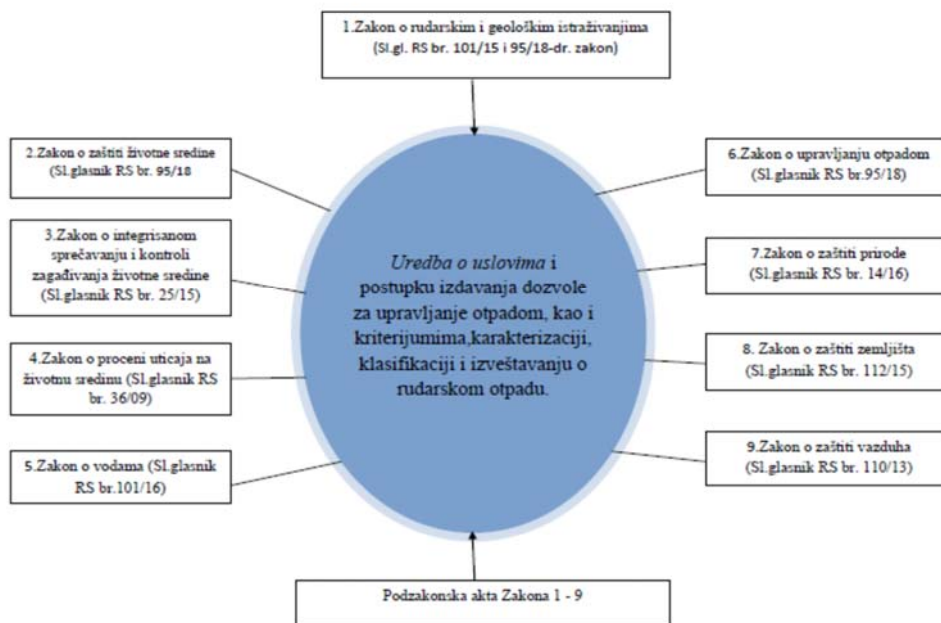 1.Zakon o rudarskim i geološkim istraživanjima
(Sl.gl. RS br. 101/15 i 95/18-dr. zakon)
2.Zakon o zaštiti životne sredine
(Sl.glasnik RS br. 95/18
3.Zakon o integrisanom
sprečavanju i kontroli
zagađivanja životne sredine
(Sl.glasnik RS br. 25/15)
4.Zakon o proceni uticaja na
životnu sredinu (Sl.glasnik RS
br. 36/09)
5.Zakon o vodama (Sl.glasnik
RS br.101/16)
Uredba o uslovima i
postupku izdavanja dozvole
za upravljanje otpadom, kao i
kriterijumima,karakterizaciji,
klasifikaciji i izveštavanju o
rudarskom otpadu.
6.Zakon o upravljanju otpadom
(Sl.glasnik RS br.95/18)
7.Zakon o zaštiti prirode
(Sl.glasnik RS br. 14/16)
8. Zakon o zaštiti zemljišta
(Sl.glasnik RS br. 112/15)
9.Zakon o zaštiti vazduha
(Sl.glasnik RS br. 110/13)
Podzakonska akta Zakona 1 - 9